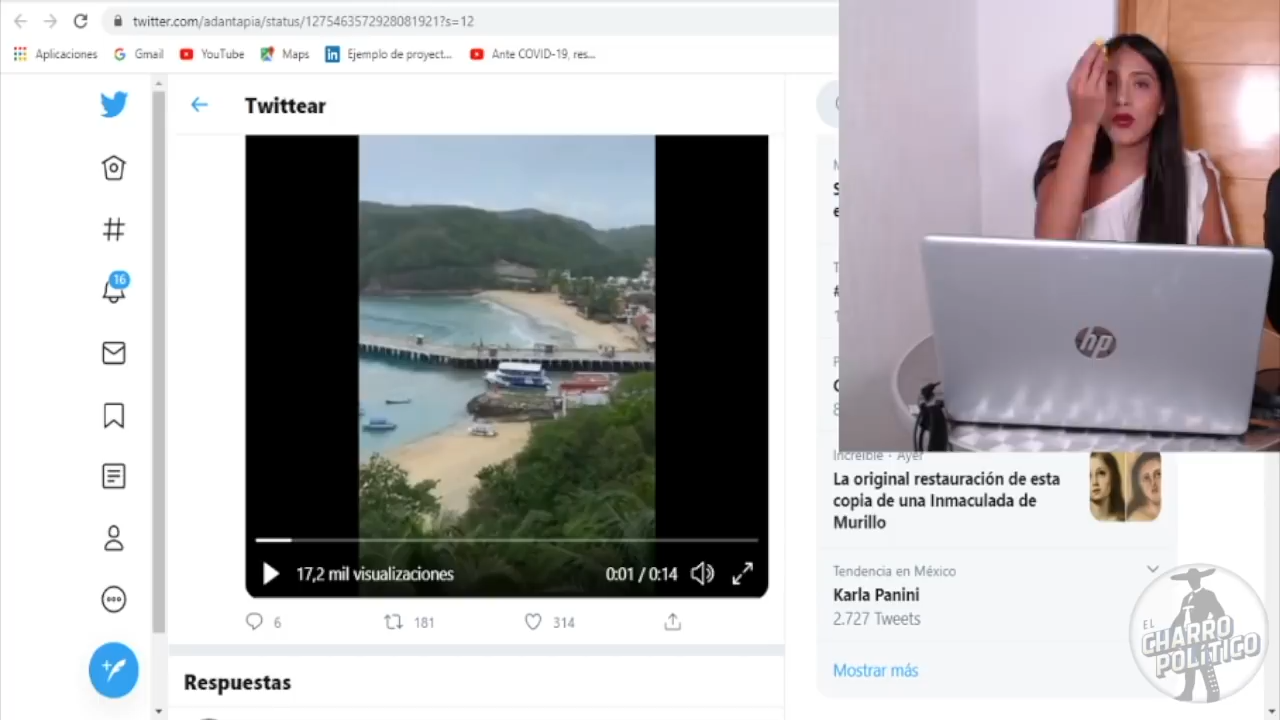 twitter.com/adantapia/status/1275463572928081921?s=12
Aplicaciones
Gmail
YouTube
Maps
Ejemplo de proyect...
Ante COVID-19, res...
Twittear
16
17,2 mil visualizaciones
0:01 / 0:14
6
181
314
Respuestas
hp
Increíble · Ayer
La original restauración de esta
copia de una Inmaculada de
Murillo
Tendencia en México
Karla Panini
2.727 Tweets
Mostrar más
EL
CHARRO
POLÍTICO